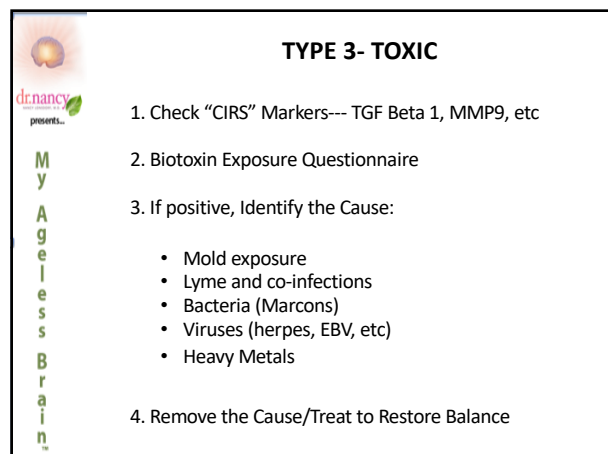 dr.nancy
presents...
My Ageless Brain™
TYPE 3- TOXIC
1. Check “CIRS” Markers--- TGF Beta 1, MMP9, etc
2. Biotoxin Exposure Questionnaire
3. If positive, Identify the Cause:
• Mold exposure
• Lyme and co-infections
• Bacteria (Marcons)
• Viruses (herpes, EBV, etc)
• Heavy Metals
4. Remove the Cause/Treat to Restore Balance